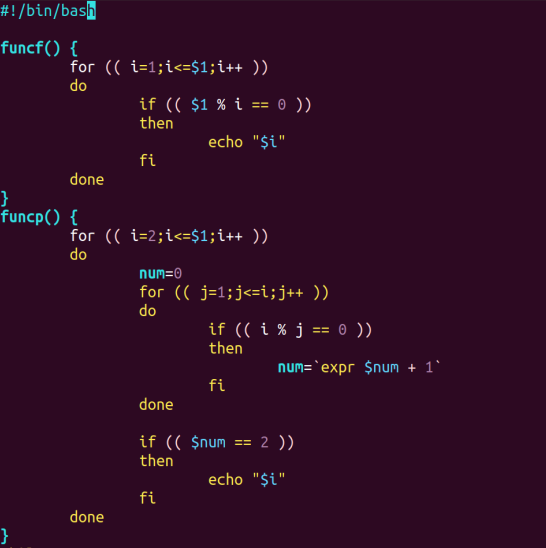 #!/bin/bash
funcf() {
for (( i=1;i<=$1;i++ ))
do
if (( $1 % i == 0 ))
then
echo "$i"
fi
done
}
funcp() {
for (( i=2;i<=$1;i++ ))
do
num=0
for (( j=1;j<=i;j++ ))
do
if (( i % j == 0 ))
then
num=`expr $num + 1`
fi
done
if (( $num == 2 ))
then
echo "$i"
fi
done
}